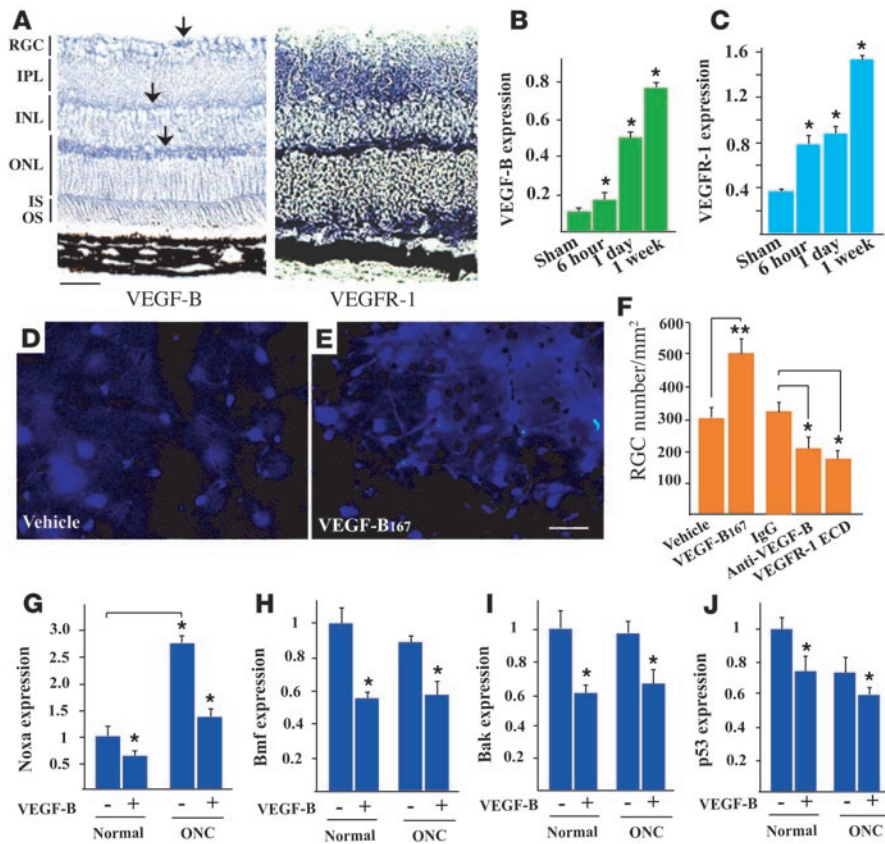 A
RGC
IPL
INL
ONL
IS
OS
VEGF-B
VEGFR-1
B
VEGF-B expression
0.8
0.6
0.4
0.2
*
*
*
Sham
6 hour
1 day
1 week
C
VEGFR-1 expression
1.6
1.2
0.8
0.4
*
*
*
Sham
6 hour
1 day
1 week
D
Vehicle
E
VEGF-B167
F
RGC number/mm²
600
500
400
300
200
100
**
*
*
Vehicle
VEGF-B167
IgG
Anti-VEGF-B
VEGFR-1 ECD
G
Noxa expression
3.0
2.5
2.0
1.5
1
0.5
*
*
*
VEGF-B - + - +
Normal ONC
H
Bmf expression
1
0.8
0.6
0.4
0.2
*
*
VEGF-B - + - +
Normal ONC
I
Bak expression
1
0.8
0.6
0.4
0.2
*
*
VEGF-B - + - +
Normal ONC
J
p53 expression
1
0.8
0.6
0.4
0.2
*
*
VEGF-B - + - +
Normal ONC